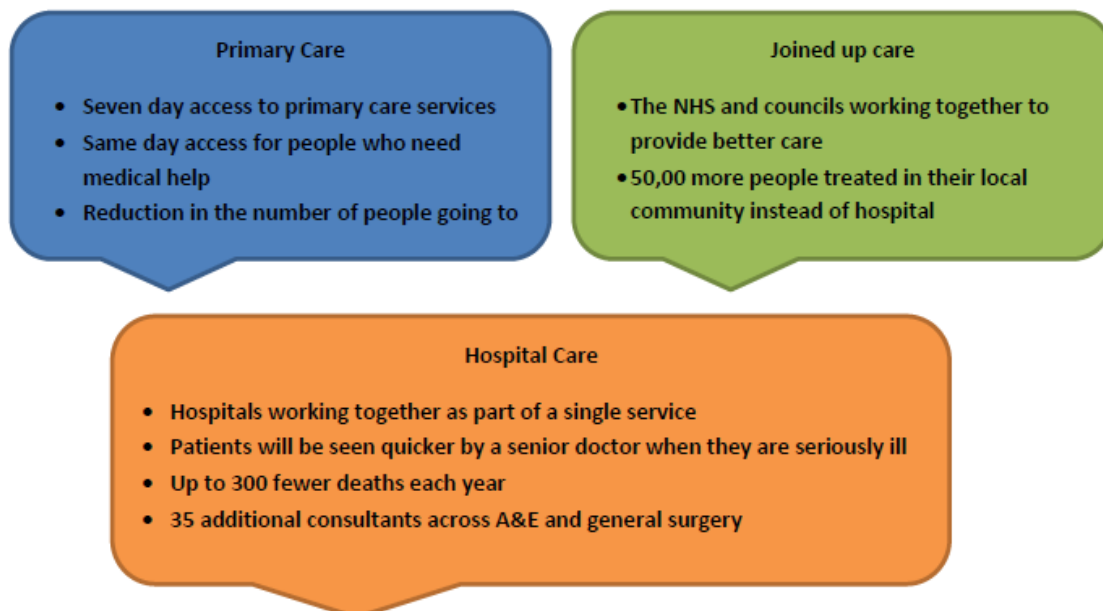 Primary Care
• Seven day access to primary care services
• Same day access for people who need
medical help
• Reduction in the number of people going to
Joined up care
• The NHS and councils working together to
provide better care
• 50,00 more people treated in their local
community instead of hospital
Hospital Care
• Hospitals working together as part of a single service
• Patients will be seen quicker by a senior doctor when they are seriously ill
• Up to 300 fewer deaths each year
• 35 additional consultants across A&E and general surgery